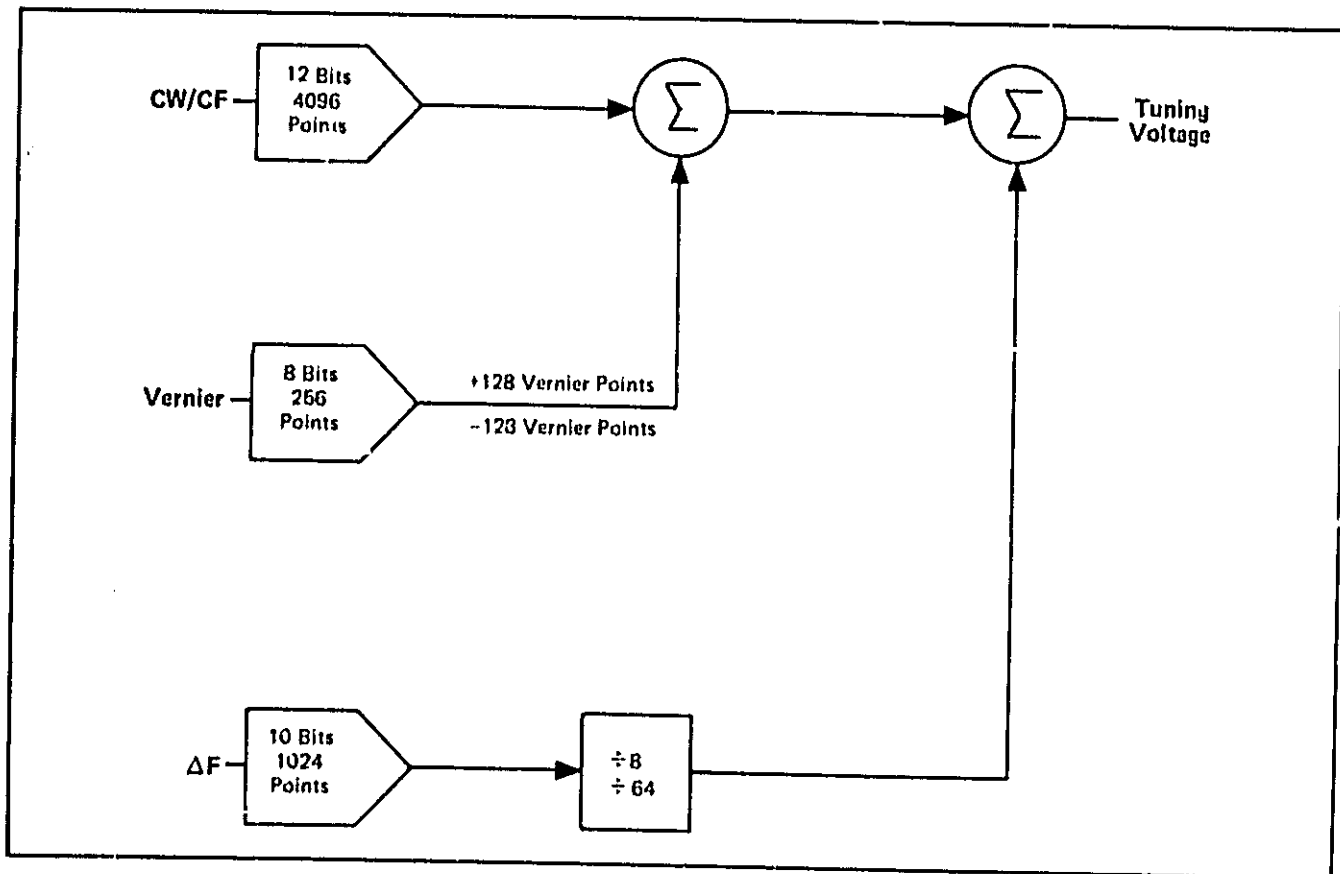 CW/CF
12 Bits
4096
Points
Σ
Σ
Tuning
Voltage
Vernier
8 Bits
266
Points
+128 Vernier Points
-128 Vernier Points
ΔF
10 Bits
1024
Points
÷8
÷64